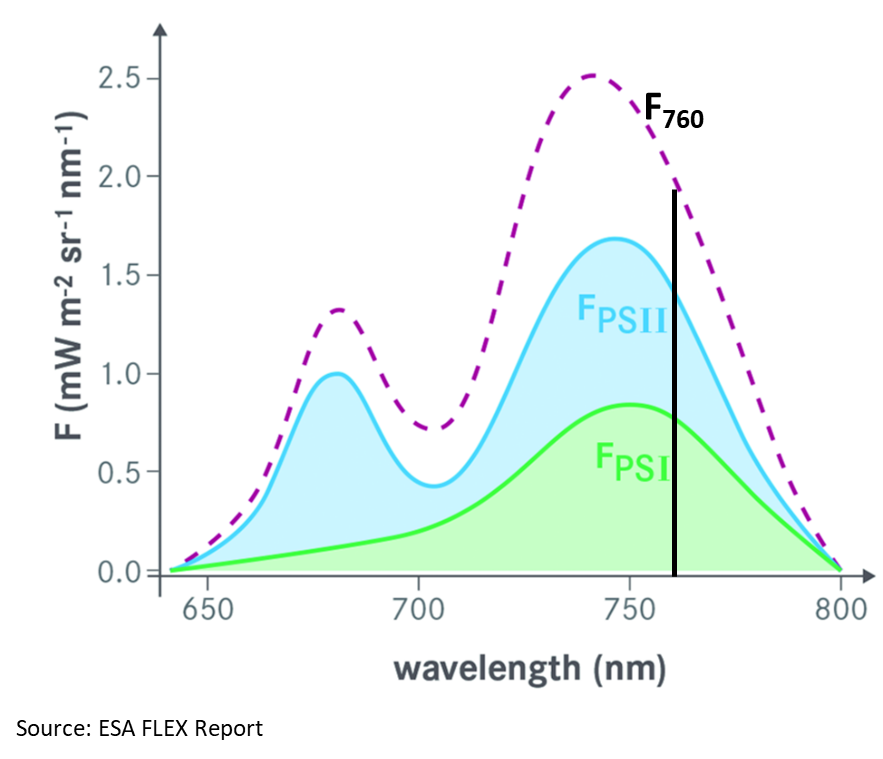 2.5
F760
2.0
F (mW m-2 sr-1 nm-1)
1.5
FPSII
1.0
0.5
FPSI
0.0
650 700 750 800
wavelength (nm)
Source: ESA FLEX Report